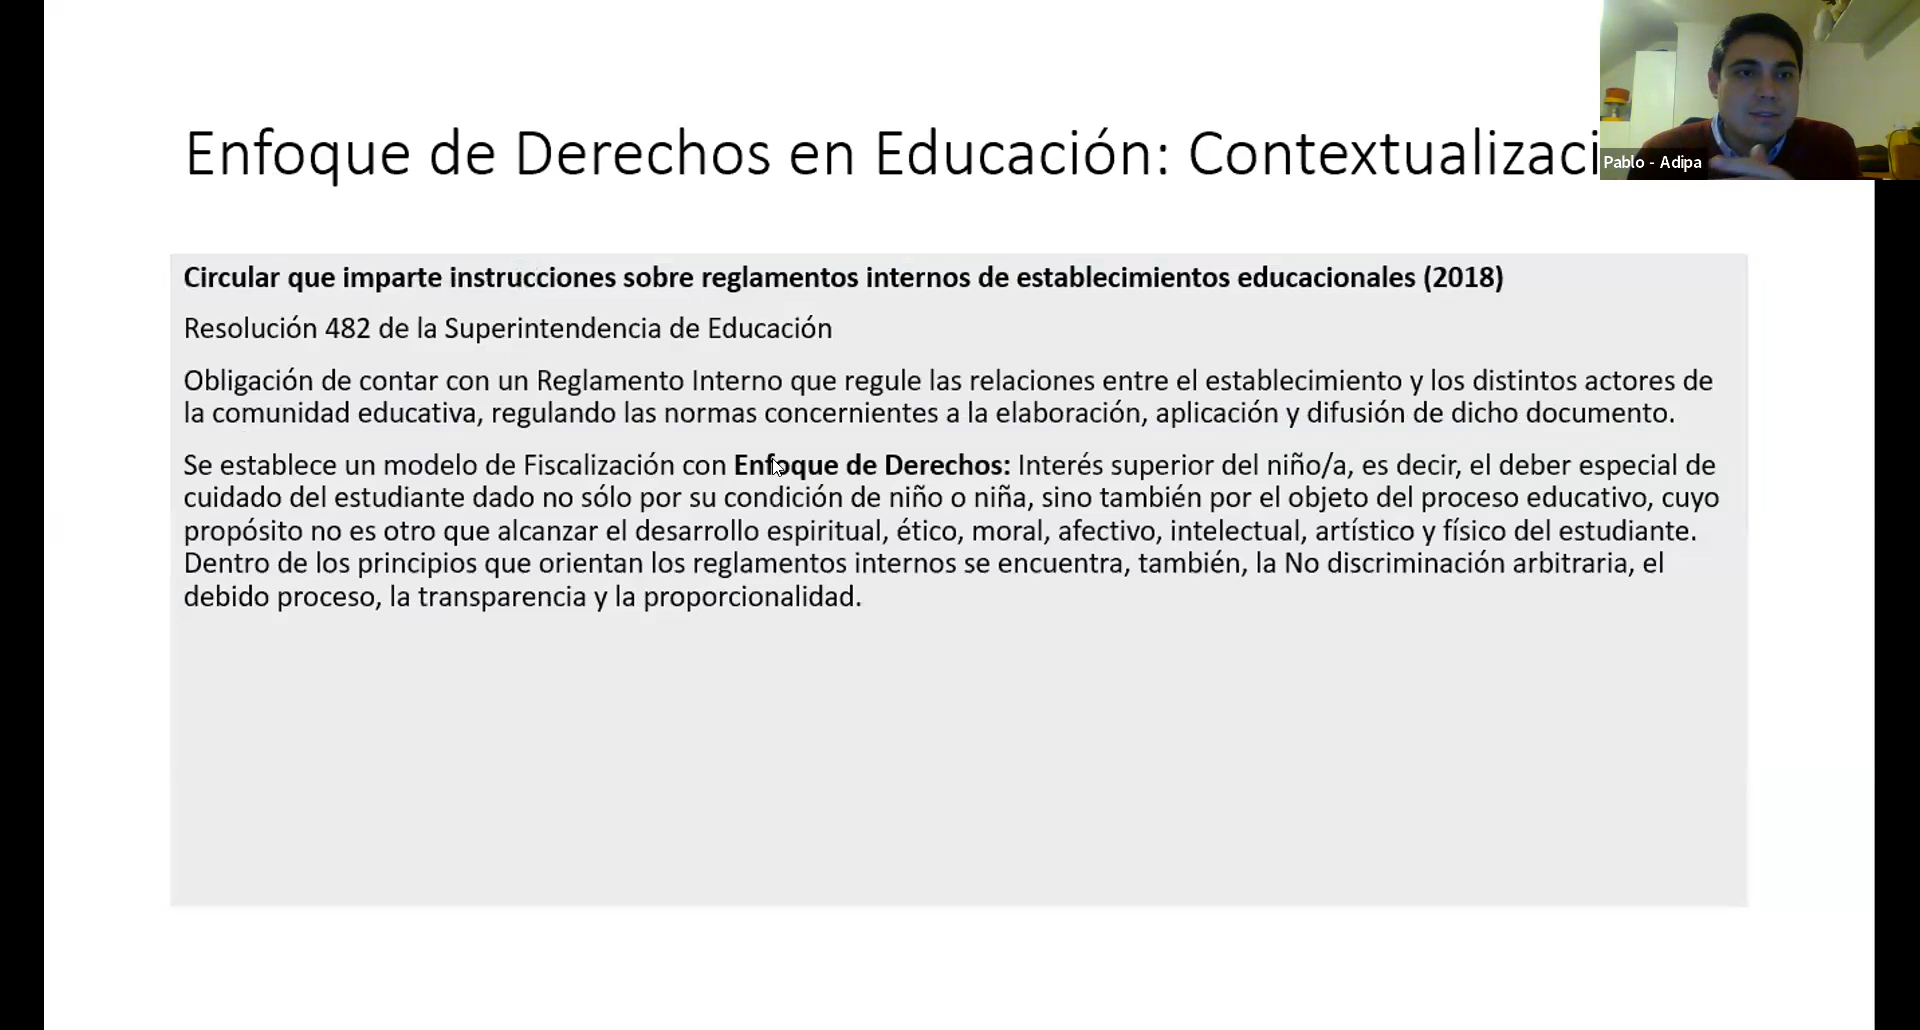 Enfoque de Derechos en Educación: Contextualizaci
Pablo - Adipa
Circular que imparte instrucciones sobre reglamentos internos de establecimientos educacionales (2018)
Resolución 482 de la Superintendencia de Educación
Obligación de contar con un Reglamento Interno que regule las relaciones entre el establecimiento y los distintos actores de
la comunidad educativa, regulando las normas concernientes a la elaboración, aplicación y difusión de dicho documento.
Se establece un modelo de Fiscalización con Enfoque de Derechos: Interés superior del niño/a, es decir, el deber especial de
cuidado del estudiante dado no sólo por su condición de niño o niña, sino también por el objeto del proceso educativo, cuyo
propósito no es otro que alcanzar el desarrollo espiritual, ético, moral, afectivo, intelectual, artístico y físico del estudiante.
Dentro de los principios que orientan los reglamentos internos se encuentra, también, la No discriminación arbitraria, el
debido proceso, la transparencia y la proporcionalidad.